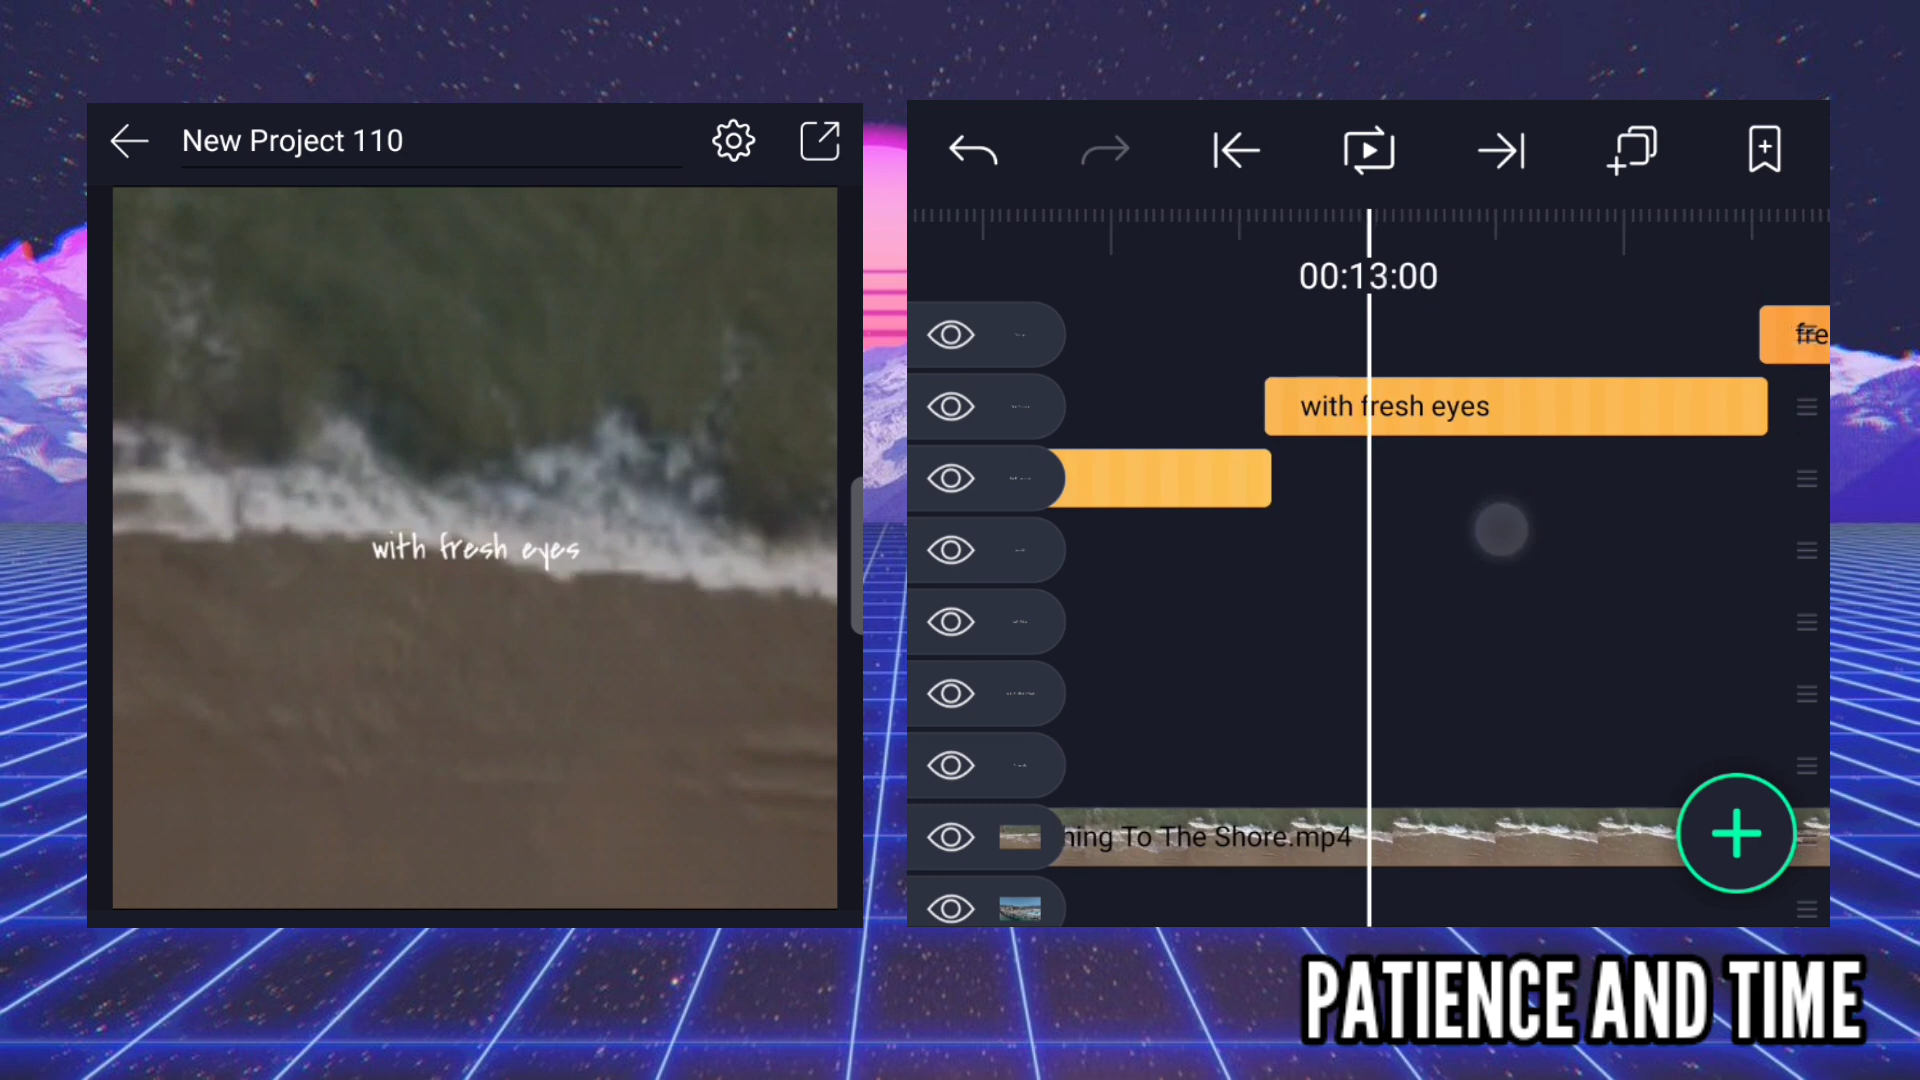 New Project 110
with fresh eyes
00:13:00
fre
with fresh eyes
ning To The Shore.mp4
PATIENCE AND TIME